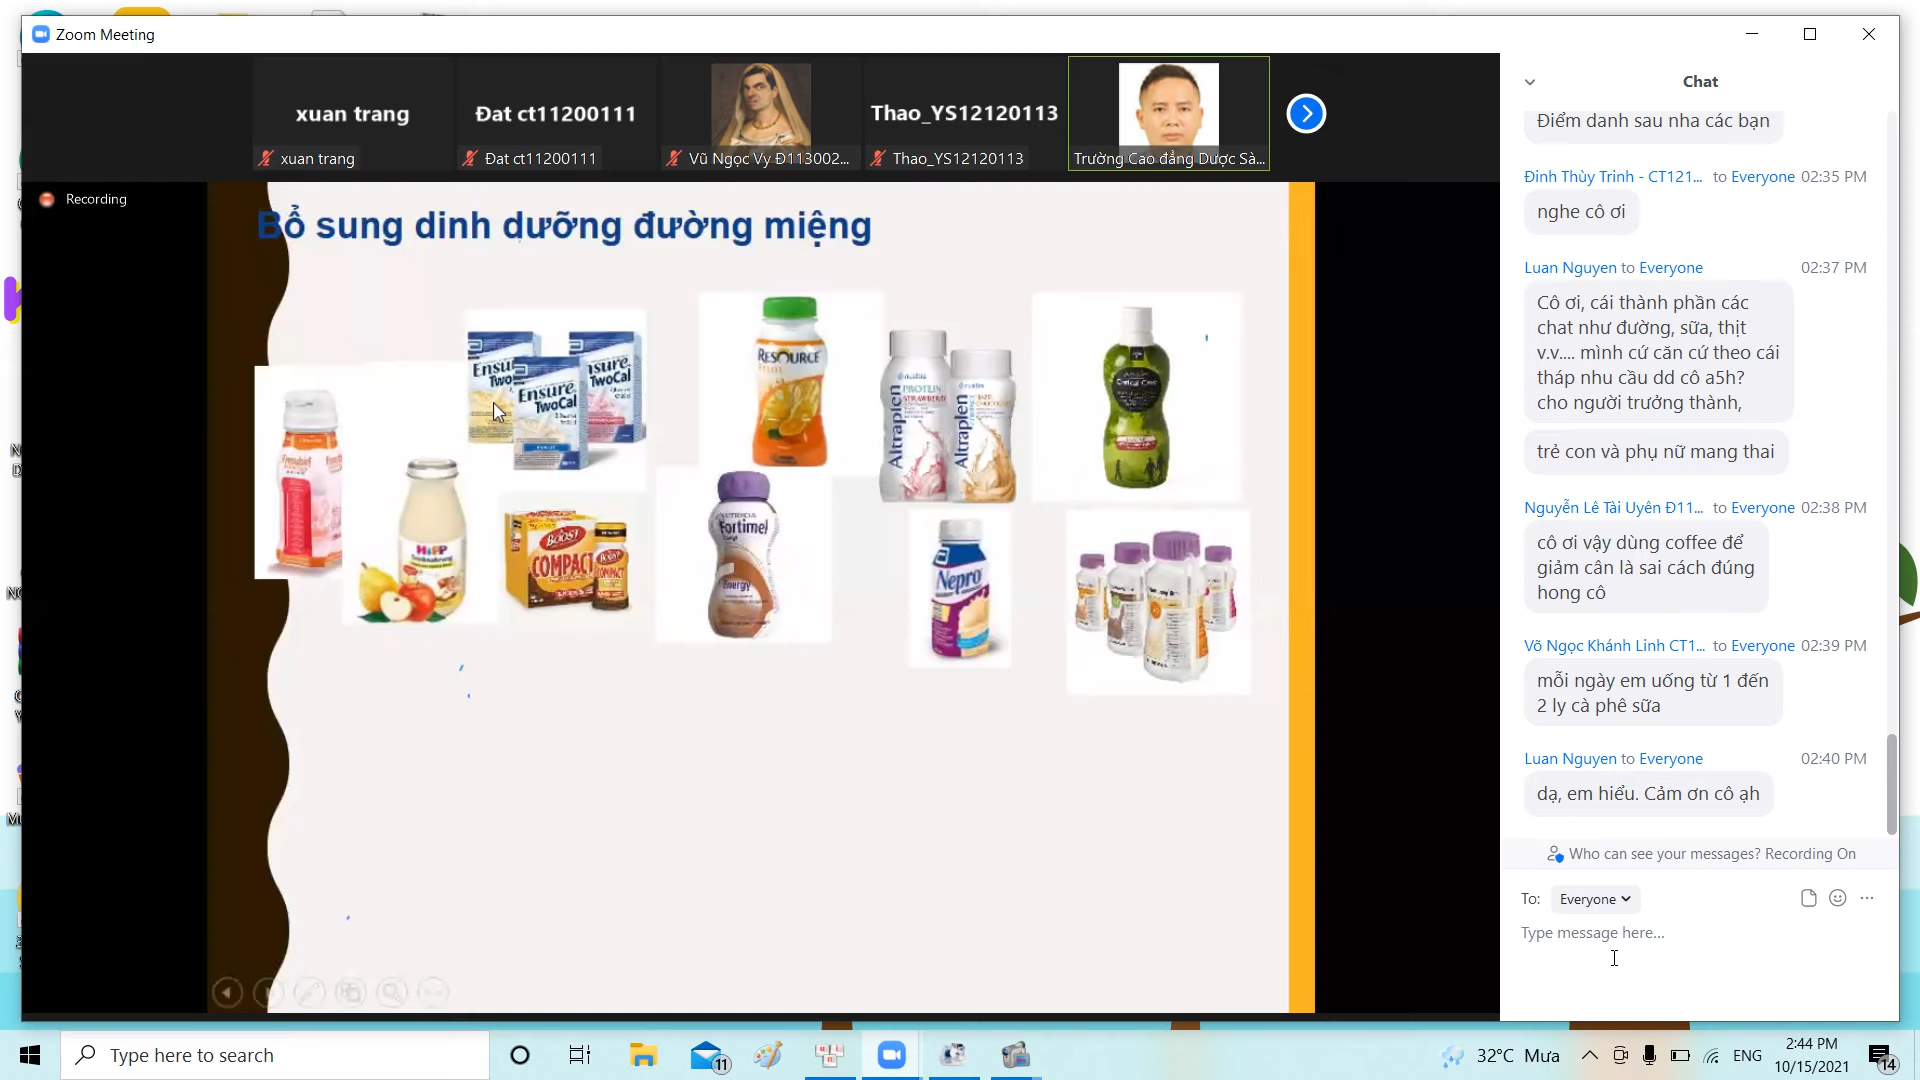 Zoom Meeting
xuan trang
Đat ct11200111
Thao_YS12120113
xuan trang
Đat ct11200111
Vũ Ngọc Vy Đ113002...
Thao_YS12120113
Trường Cao đẳng Dược Sà...
Recording
Bổ sung dinh dưỡng đường miệng
Ensure
TwoCal
RESOURCE
Altraplen
PROTEIN
STRAWBERRY
Altraplen
HiPP
BOOST
COMPACT
NUTRICIA
Fortimel
Energy
Nepro
Chat
Điểm danh sau nha các bạn
Đinh Thùy Trinh - CT121... to Everyone 02:35 PM
nghe cô ơi
Luan Nguyen to Everyone 02:37 PM
Cô ơi, cái thành phần các
chat như đường, sữa, thịt
v.v.... mình cứ căn cứ theo cái
tháp nhu cầu dd cô a5h?
cho người trưởng thành,
trẻ con và phụ nữ mang thai
Nguyễn Lê Tài Uyên Đ11... to Everyone 02:38 PM
cô ơi vậy dùng coffee để
giảm cân là sai cách đúng
hong cô
Võ Ngọc Khánh Linh CT1... to Everyone 02:39 PM
mỗi ngày em uống từ 1 đến
2 ly cà phê sữa
Luan Nguyen to Everyone 02:40 PM
dạ, em hiểu. Cảm ơn cô ạh
Who can see your messages? Recording On
To: Everyone
Type message here...
Type here to search
11
32°C Mưa
ENG
2:44 PM
10/15/2021
14